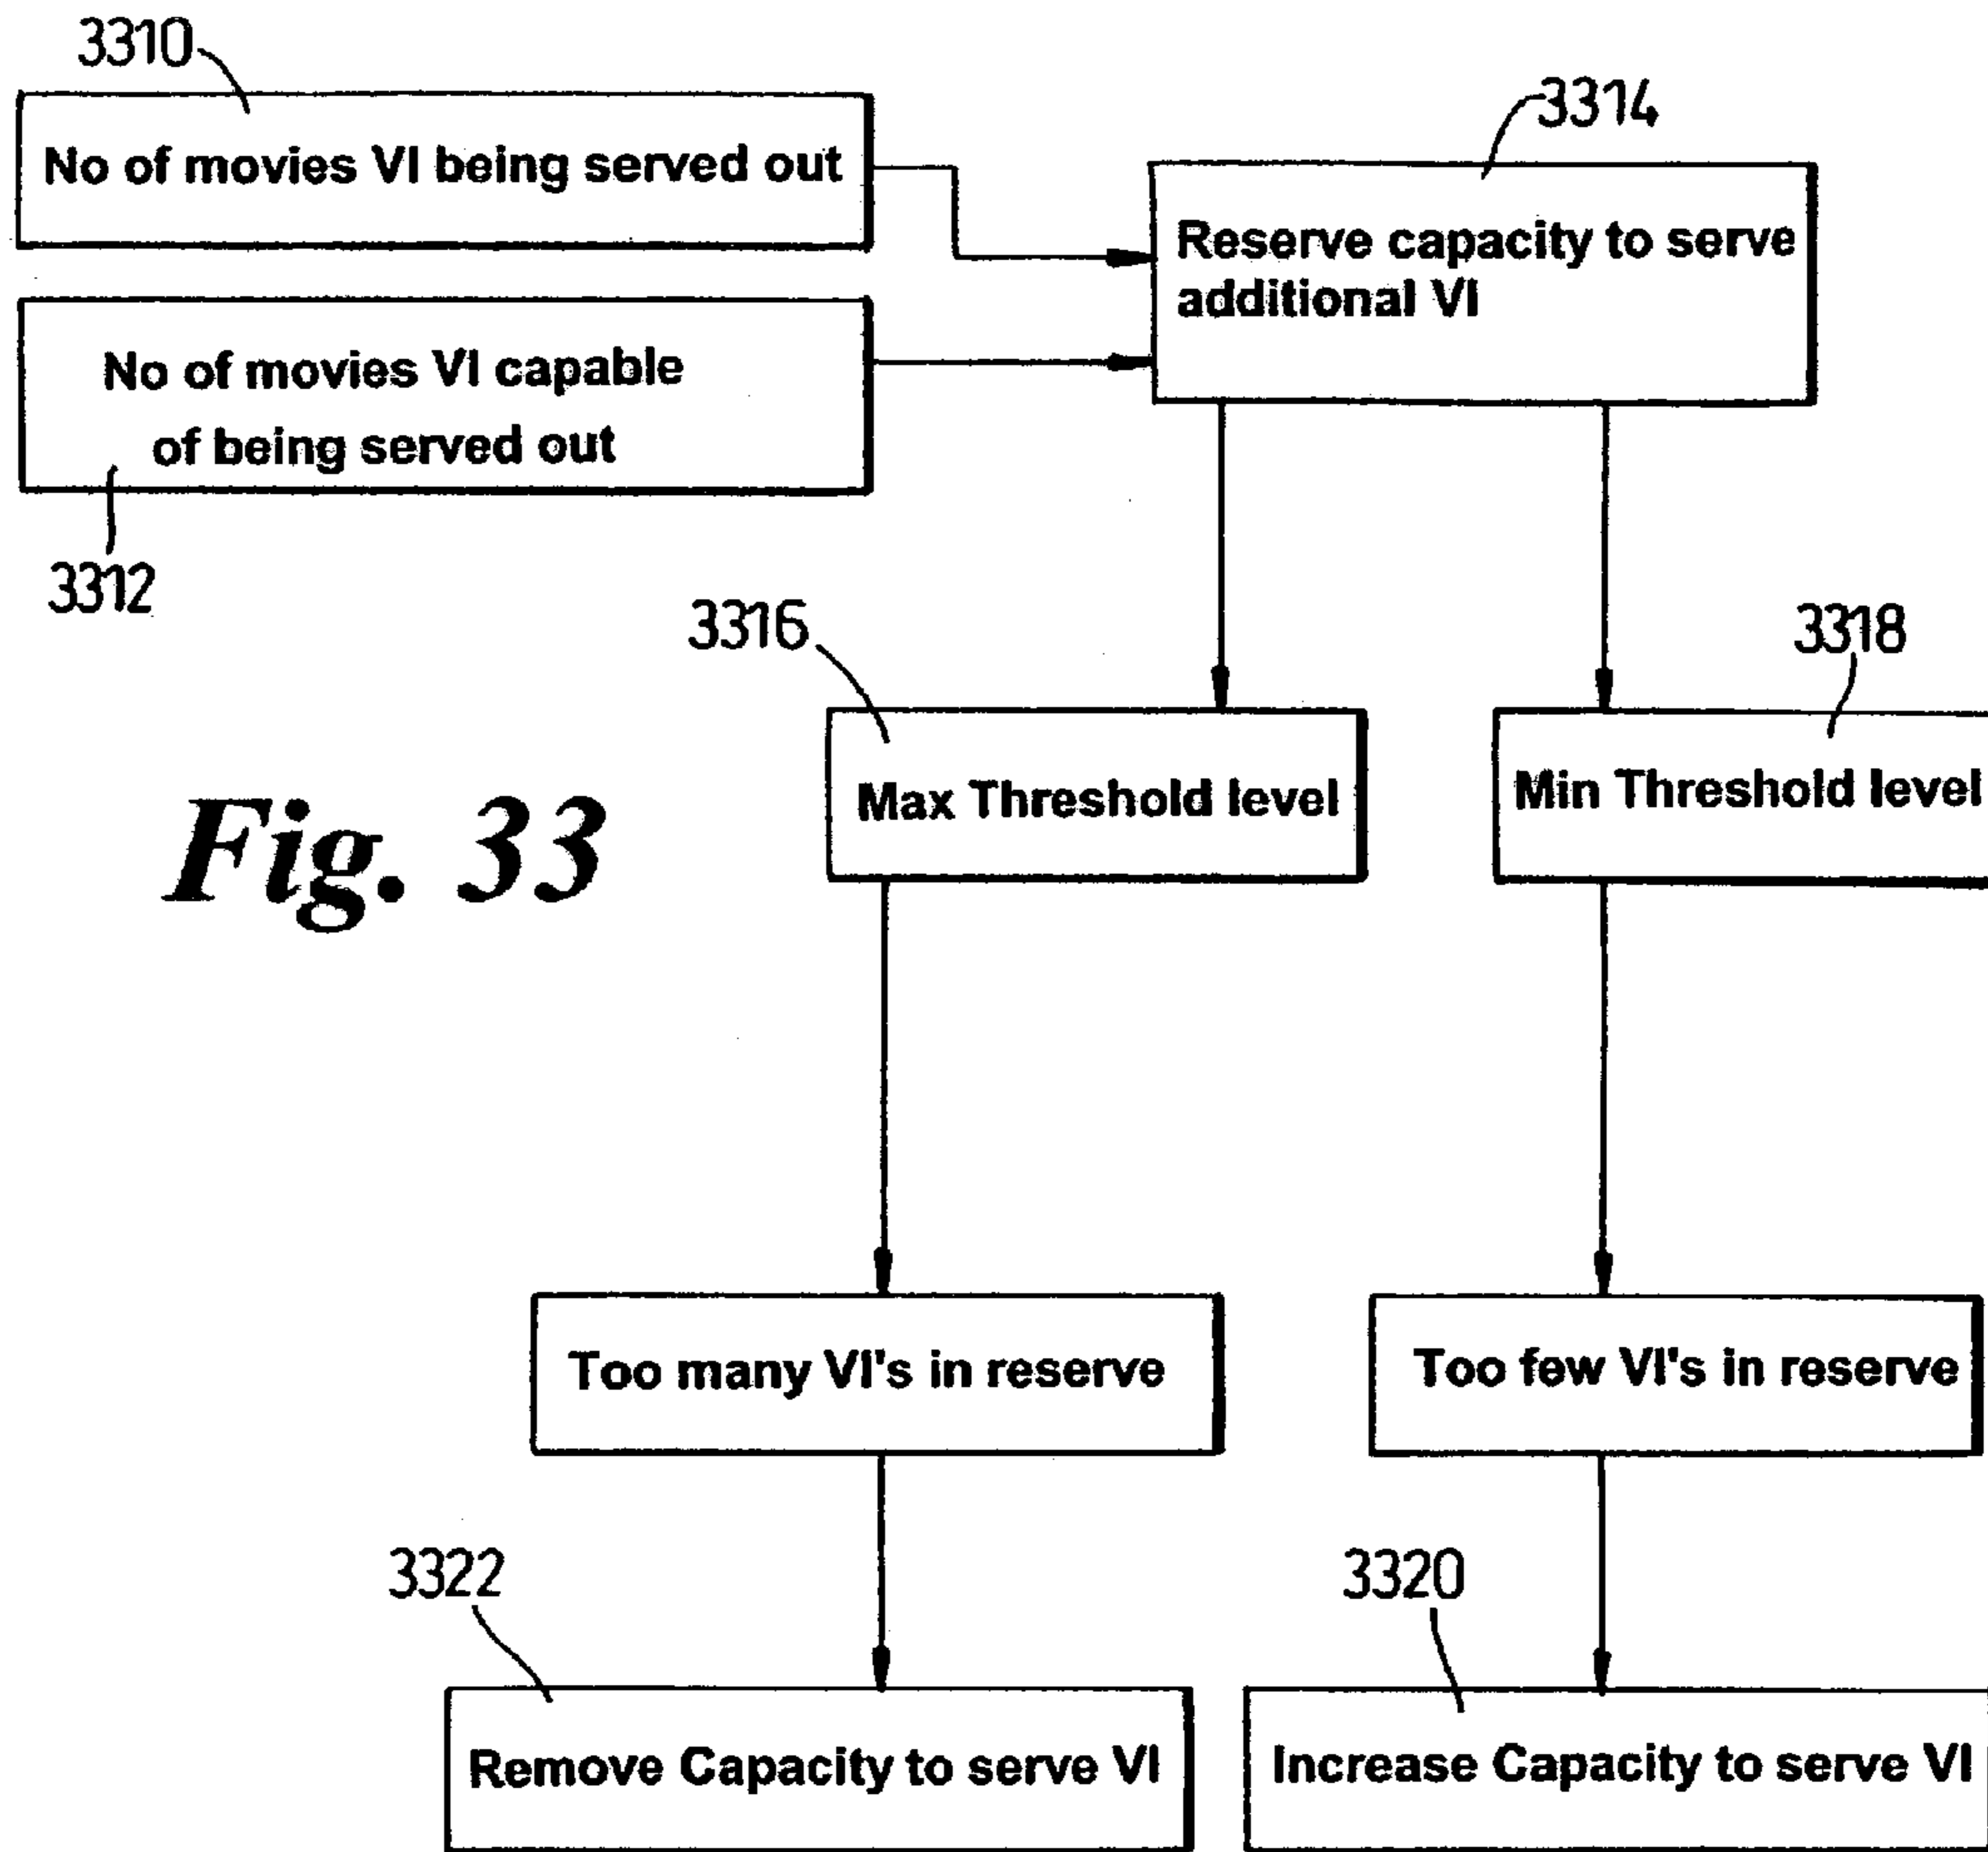 3310
No of movies VI being served out
3314
Reserve capacity to serve
additional VI
No of movies VI capable
of being served out
3312
3316
3318
Max Threshold level
Min Threshold level
Fig. 33
Too many VI's in reserve
Too few VI's in reserve
3322
3320
Remove Capacity to serve VI
Increase Capacity to serve VI